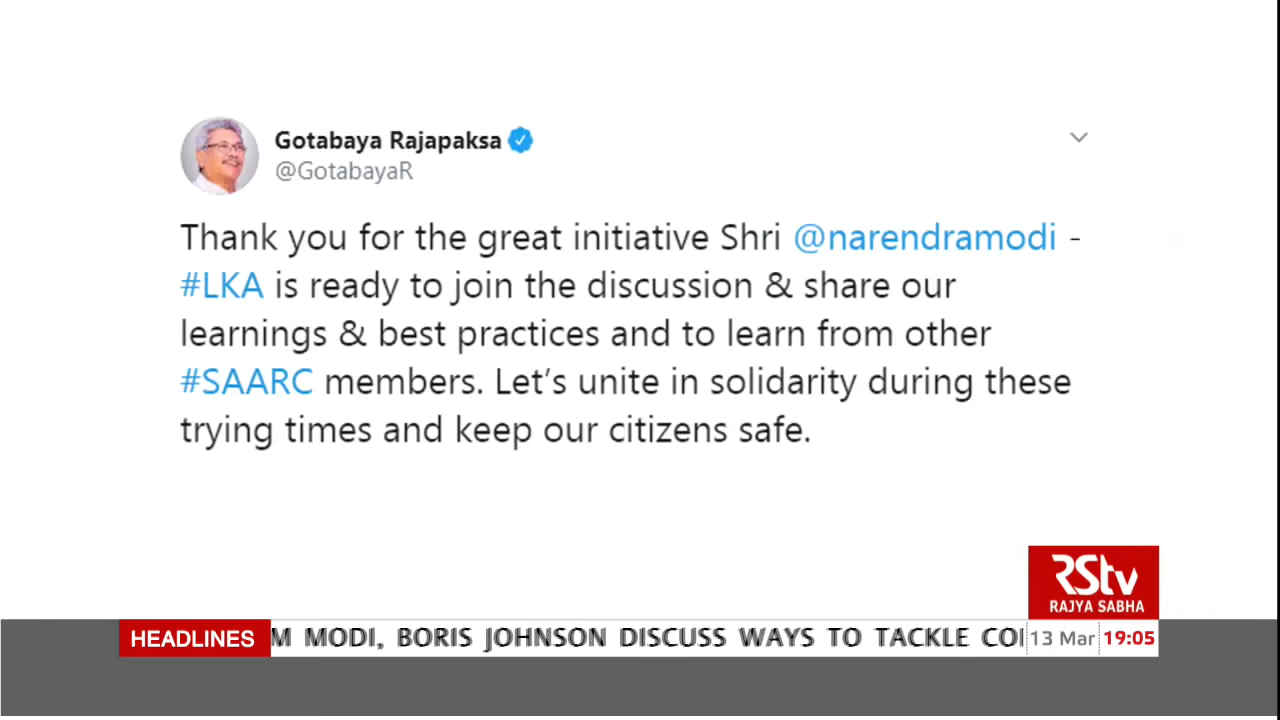 Gotabaya Rajapaksa
@GotabayaR
Thank you for the great initiative Shri @narendramodi -
#LKA is ready to join the discussion & share our
learnings & best practices and to learn from other
#SAARC members. Let’s unite in solidarity during these
trying times and keep our citizens safe.
RStv
RAJYA SABHA
HEADLINES M MODI, BORIS JOHNSON DISCUSS WAYS TO TACKLE 13 Mar 19:05